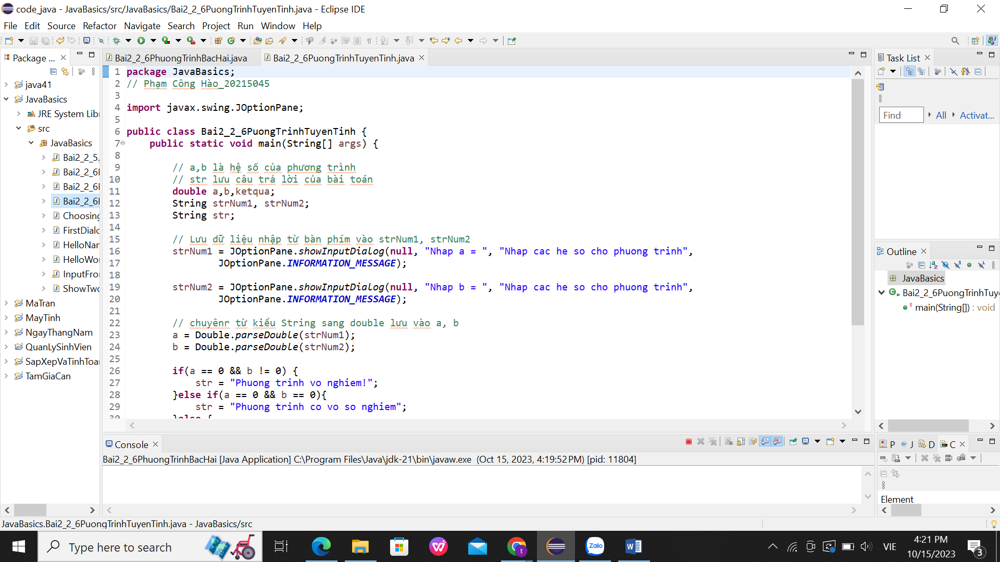 code_java - JavaBasics/src/JavaBasics/Bai2_2_6PuongTrinhTuyenTinh.java - Eclipse IDE
File Edit Source Refactor Navigate Search Project Run Window Help
Package ...
java41
JavaBasics
JRE System Libr
src
JavaBasics
Bai2_2_5.
Bai2_2_6l
Bai2_2_6l
Bai2_2_6l
Choosing
FirstDialo
HelloNar
HelloWor
InputFror
ShowTwo
MaTran
MayTinh
NgayThangNam
QuanLySinhVien
SapXepVaTinhToar
TamGiaCan
Bai2_2_6PhuongTrinhBacHai.java Bai2_2_6PuongTrinhTuyenTinh.java
1 package JavaBasics;
2 // Phạm Công Hào_20215045
3
4 import javax.swing.JOptionPane;
5
6 public class Bai2_2_6PuongTrinhTuyenTinh {
7 public static void main(String[] args) {
8
9 // a,b là hệ số của phương trình
10 // str lưu câu trả lời của bài toán
11 double a,b,ketqua;
12 String strNum1, strNum2;
13 String str;
14
15 // Lưu dữ liệu nhập từ bàn phím vào strNum1, strNum2
16 strNum1 = JOptionPane.showInputDialog(null, "Nhap a = ", "Nhap cac he so cho phuong trinh",
17 JOptionPane.INFORMATION_MESSAGE);
18
19 strNum2 = JOptionPane.showInputDialog(null, "Nhap b = ", "Nhap cac he so cho phuong trinh",
20 JOptionPane.INFORMATION_MESSAGE);
21
22 // chuyênr từ kiểu String sang double lưu vào a, b
23 a = Double.parseDouble(strNum1);
24 b = Double.parseDouble(strNum2);
25
26 if(a == 0 && b != 0) {
27 str = "Phuong trinh vo nghiem!";
28 }else if(a == 0 && b == 0){
29 str = "Phuong trinh co vo so nghiem";
30 }else {
Task List
Find All Activat...
Outline
JavaBasics
Bai2_2_6PuongTrinhTuy
main(String[]) : void
Console
Bai2_2_6PhuongTrinhBacHai [Java Application] C:\Program Files\Java\jdk-21\bin\javaw.exe (Oct 15, 2023, 4:19:52 PM) [pid: 11804]
P J D C
Element
JavaBasics.Bai2_2_6PuongTrinhTuyenTinh.java - JavaBasics/src
Type here to search
Zalo
VIE
4:21 PM
10/15/2023
3